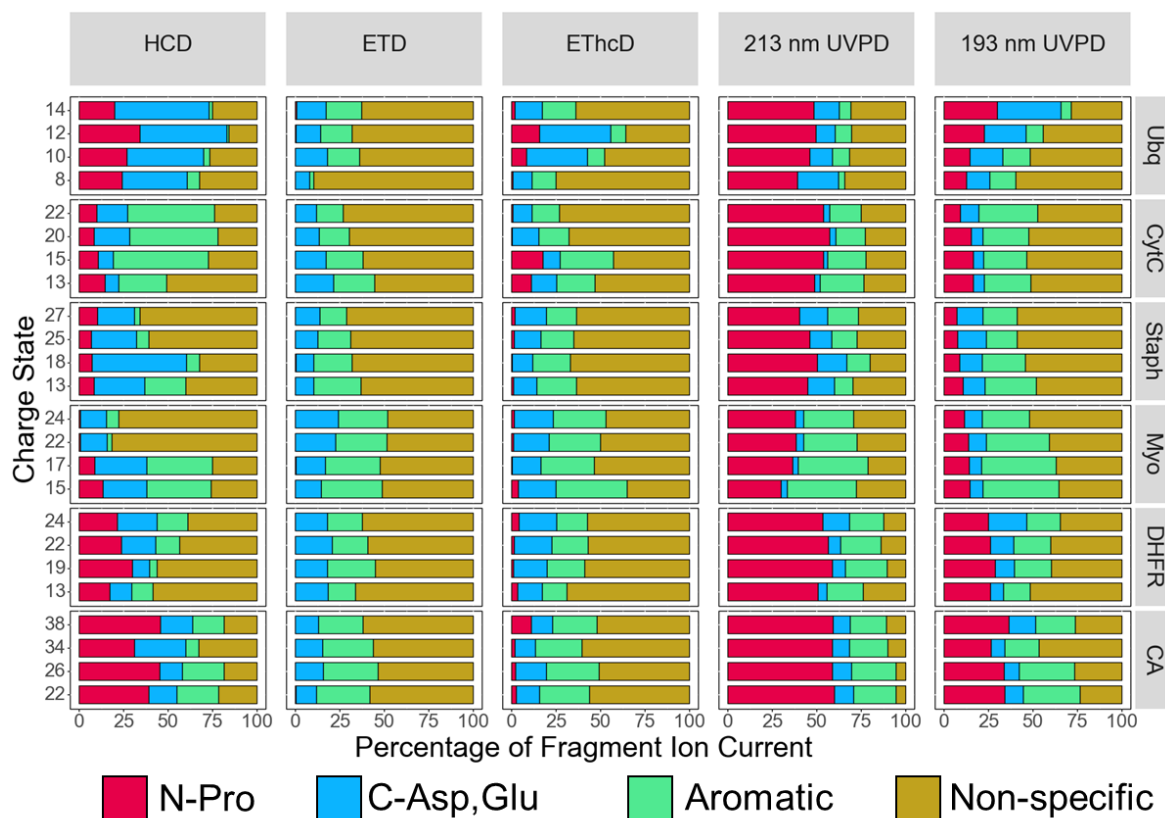 HCD ETD EThcD 213 nm UVPD 193 nm UVPD
Charge State
14
12
10
8
Ubq
22
20
15
13
CytC
27
25
18
13
Staph
24
22
17
15
Myo
24
22
19
13
DHFR
38
34
26
22
CA
0 25 50 75 100 0 25 50 75 100 0 25 50 75 100 0 25 50 75 100 0 25 50 75 100
Percentage of Fragment Ion Current
N-Pro C-Asp,Glu Aromatic Non-specific